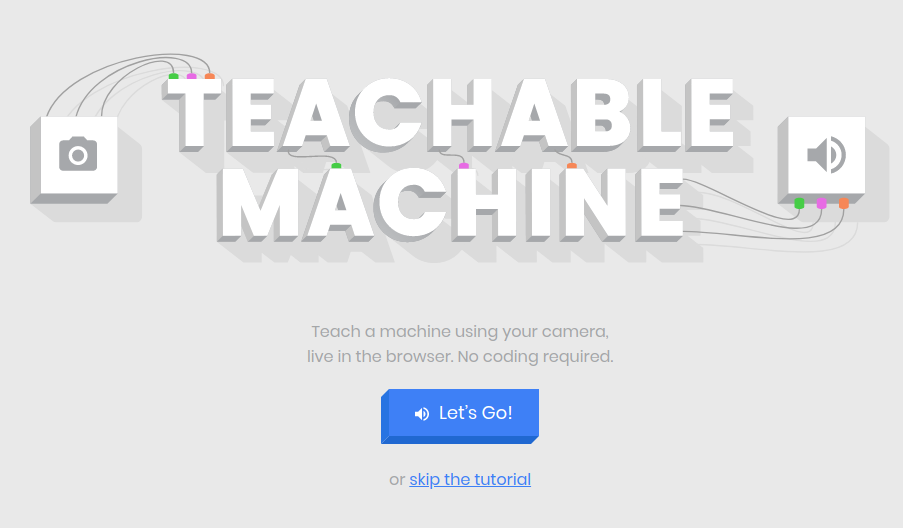 TEACHABLE
MACHINE
Teach a machine using your camera,
live in the browser. No coding required.
Let's Go!
or skip the tutorial